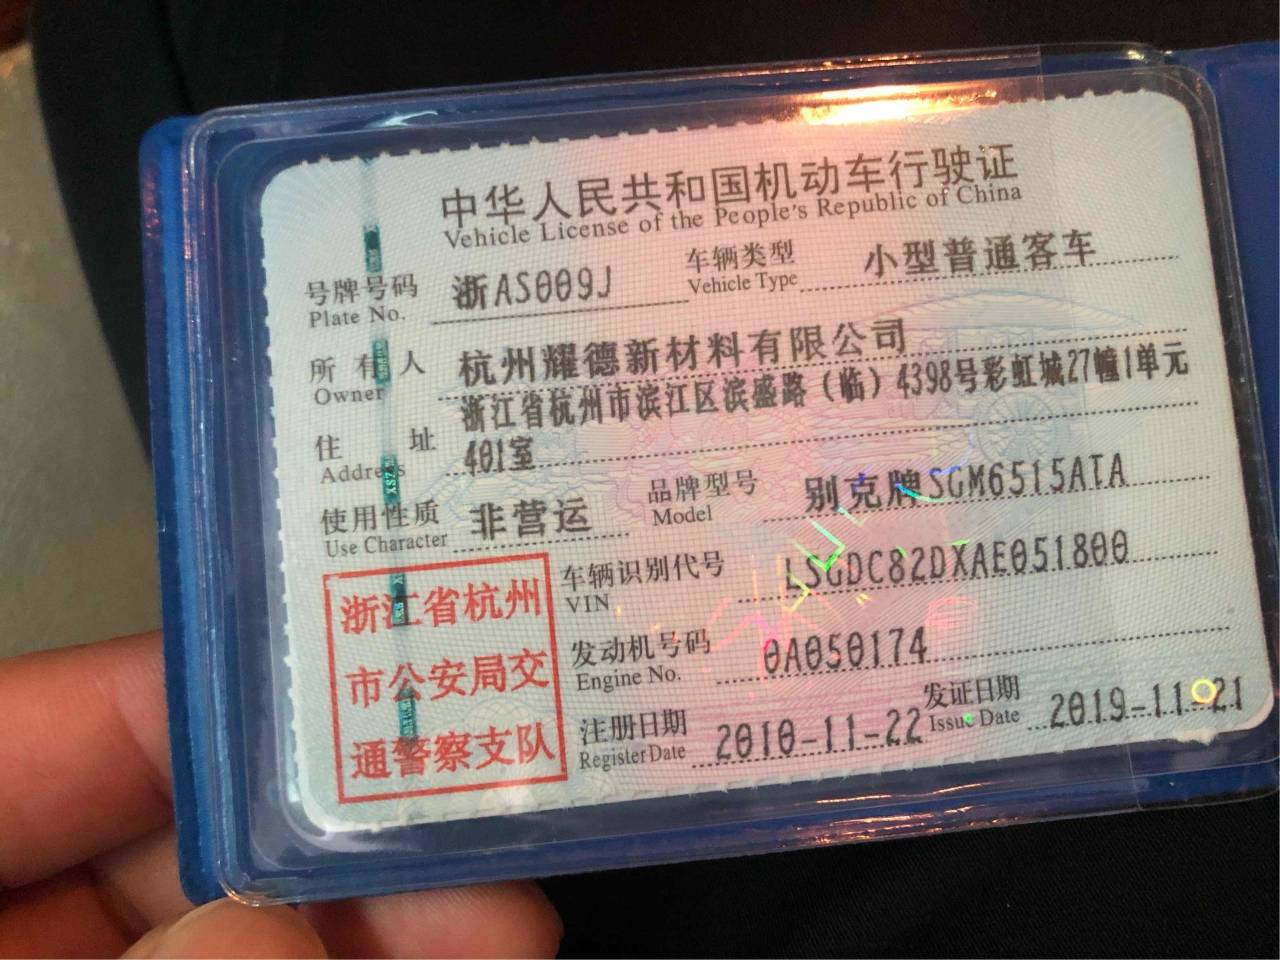 中华人民共和国机动车行驶证
Vehicle License of the People's Republic of China
号牌号码 浙AS009J 车辆类型 小型普通客车
Plate No. Vehicle Type
所有人 杭州耀德新材料有限公司
Owner
住址 浙江省杭州市滨江区滨盛路（临）4398号彩虹城27幢1单元
Address 401室
使用性质 非营运 品牌型号 别克牌SGM6515ATA
Use Character Model
车辆识别代号 LSGDC82DXAE051800
VIN
发动机号码 0A050174
Engine No.
注册日期 2010-11-22 发证日期 2019-11-21
Register Date Issue Date
浙江省杭州
市公安局交
通警察支队